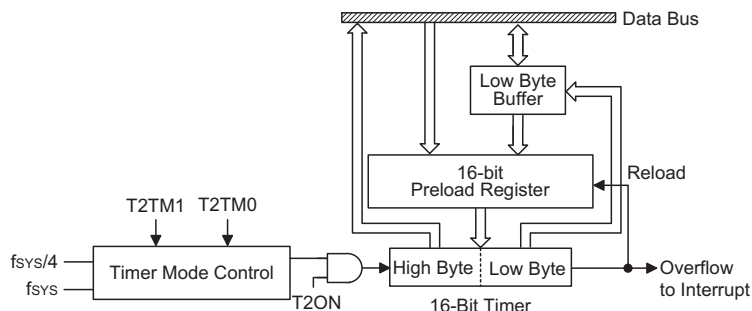 Data Bus
Low Byte
Buffer
16-bit
Preload Register
Reload
T2TM1
T2TM0
fSYS/4
fSYS
Timer Mode Control
T2ON
High Byte
Low Byte
16-Bit Timer
Overflow
to Interrupt